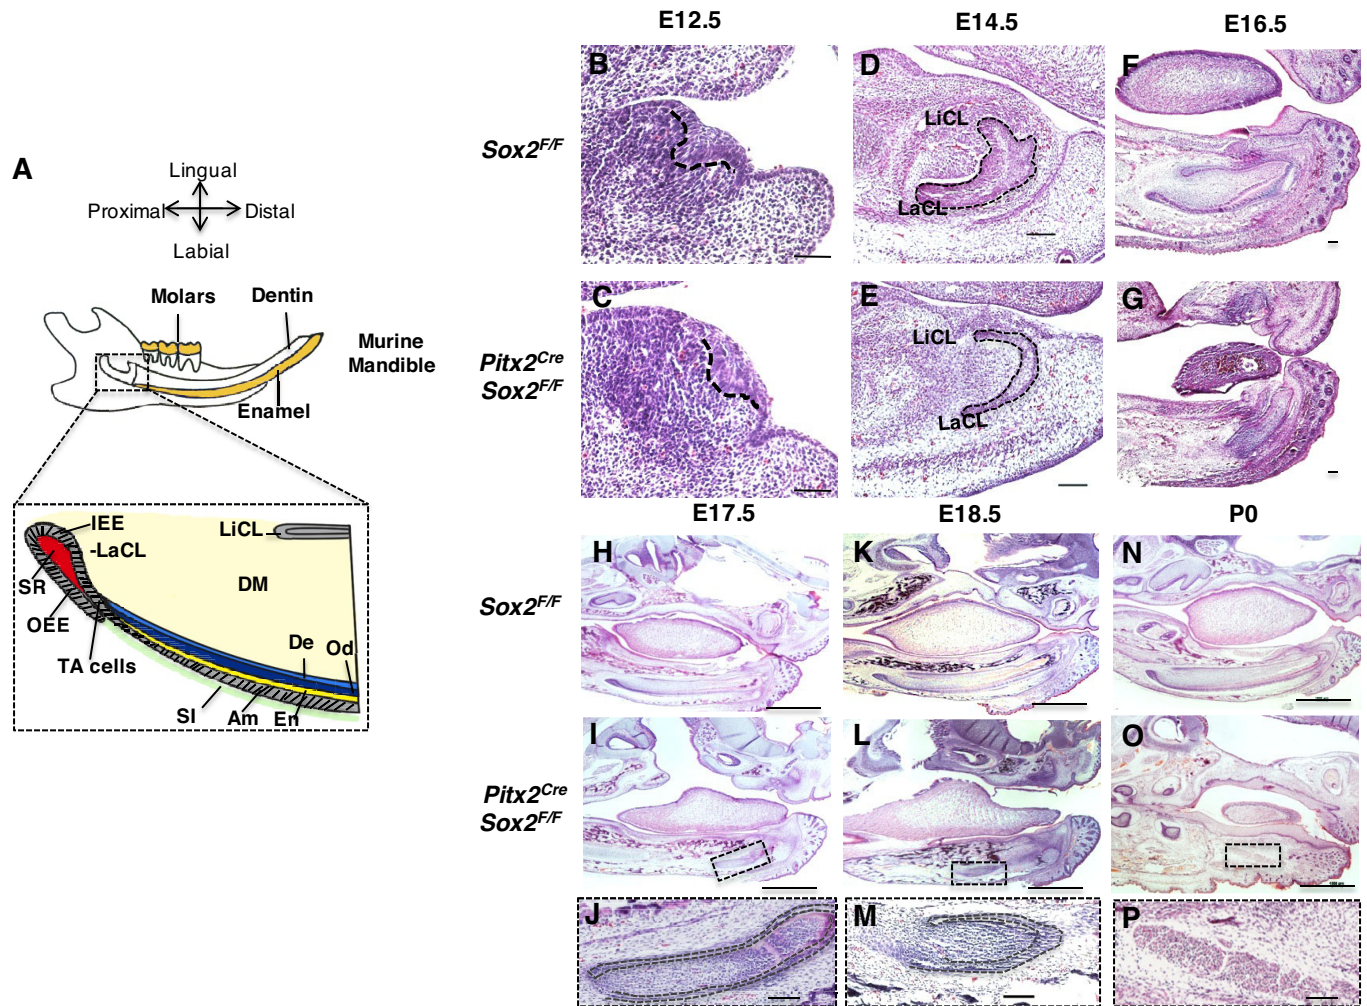 E12.5
E14.5
E16.5
B
D
F
Sox2F/F
LiCL
LaCL
A
Lingual
Proximal
Distal
Labial
C
E
G
Pitx2Cre
Sox2F/F
LiCL
LaCL
Molars
Dentin
Murine
Mandible
Enamel
E17.5
E18.5
P0
IEE
-LaCL
LiCL
SR
DM
OEE
TA cells
De
Od
SI
Am
En
H
K
N
Sox2F/F
I
L
O
Pitx2Cre
Sox2F/F
J
M
P